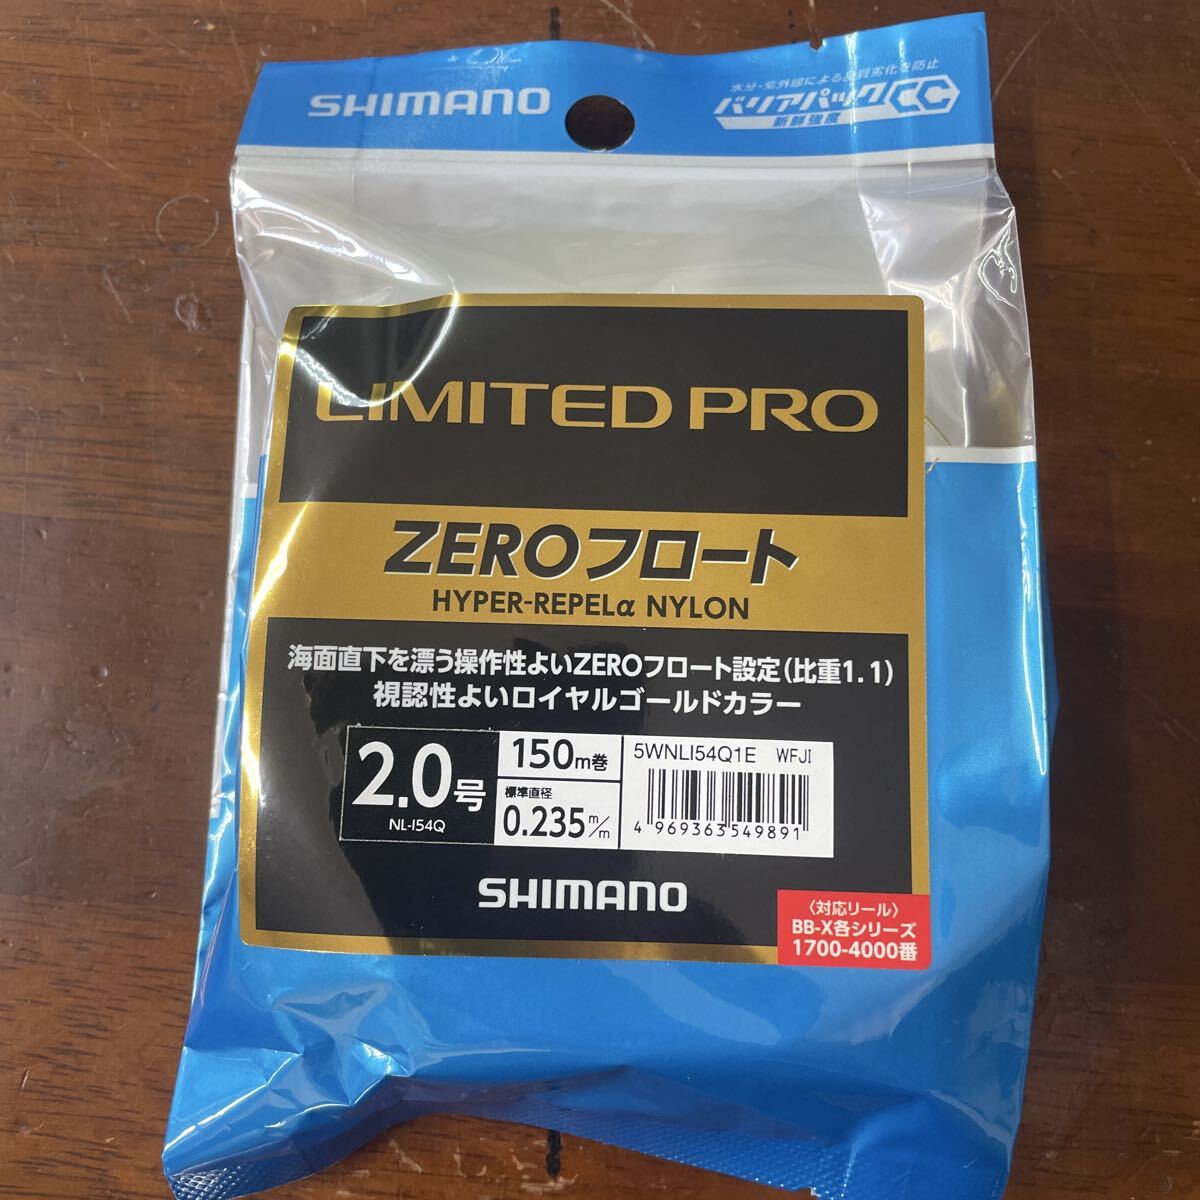 SHIMANO
水分・紫外線による品質劣化を防止
バリアパックCC
新鮮強度
LIMITED PRO
ZEROフロート
HYPER-REPELα NYLON
海面直下を漂う操作性よいZEROフロート設定(比重1.1)
視認性よいロイヤルゴールドカラー
2.0号
NL-I54Q
150m巻
標準直径
0.235m/m
5WNLI54Q1E WFJI
4 969363 549891
SHIMANO
〈対応リール〉
BB-X各シリーズ
1700-4000番